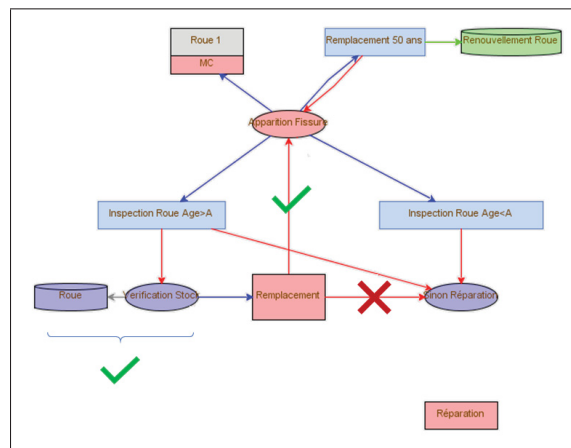 Roue 1
MC
Remplacement 50 ans
Renouvellement Roue
Apparition Fissure
Inspection Roue Age>A
Inspection Roue Age<A
Roue
Verification Stock
Remplacement
Sinon Réparation
Réparation